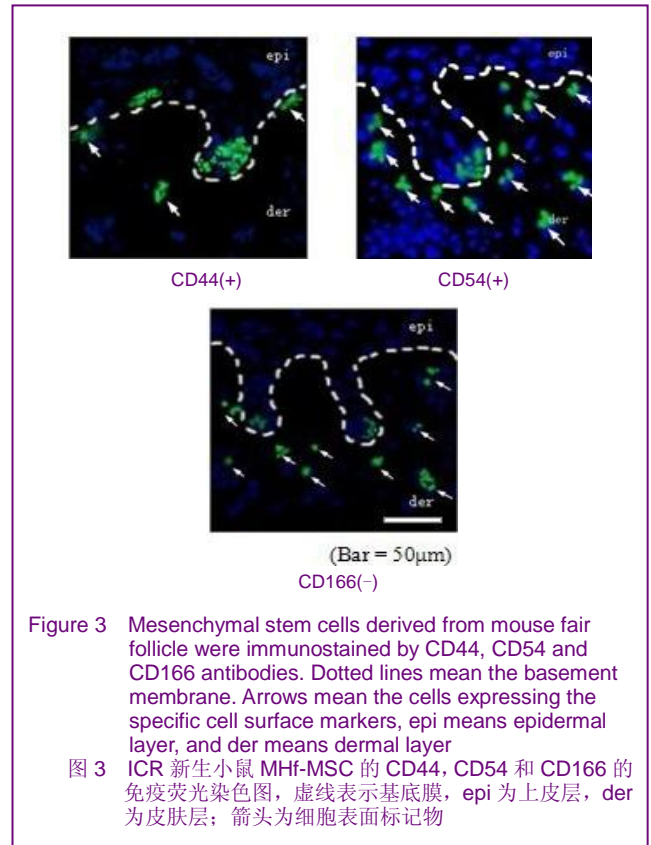 epi
epi
der
der
CD44(+)
CD54(+)
epi
der
(Bar = 50μm)
CD166(-)
Figure 3 Mesenchymal stem cells derived from mouse fair
follicle were immunostained by CD44, CD54 and
CD166 antibodies. Dotted lines mean the basement
membrane. Arrows mean the cells expressing the
specific cell surface markers, epi means epidermal
layer, and der means dermal layer
图 3 ICR 新生小鼠 MHf-MSC 的 CD44，CD54 和 CD166 的
免疫荧光染色图，虚线表示基底膜，epi 为上皮层，der
为皮肤层；箭头为细胞表面标记物